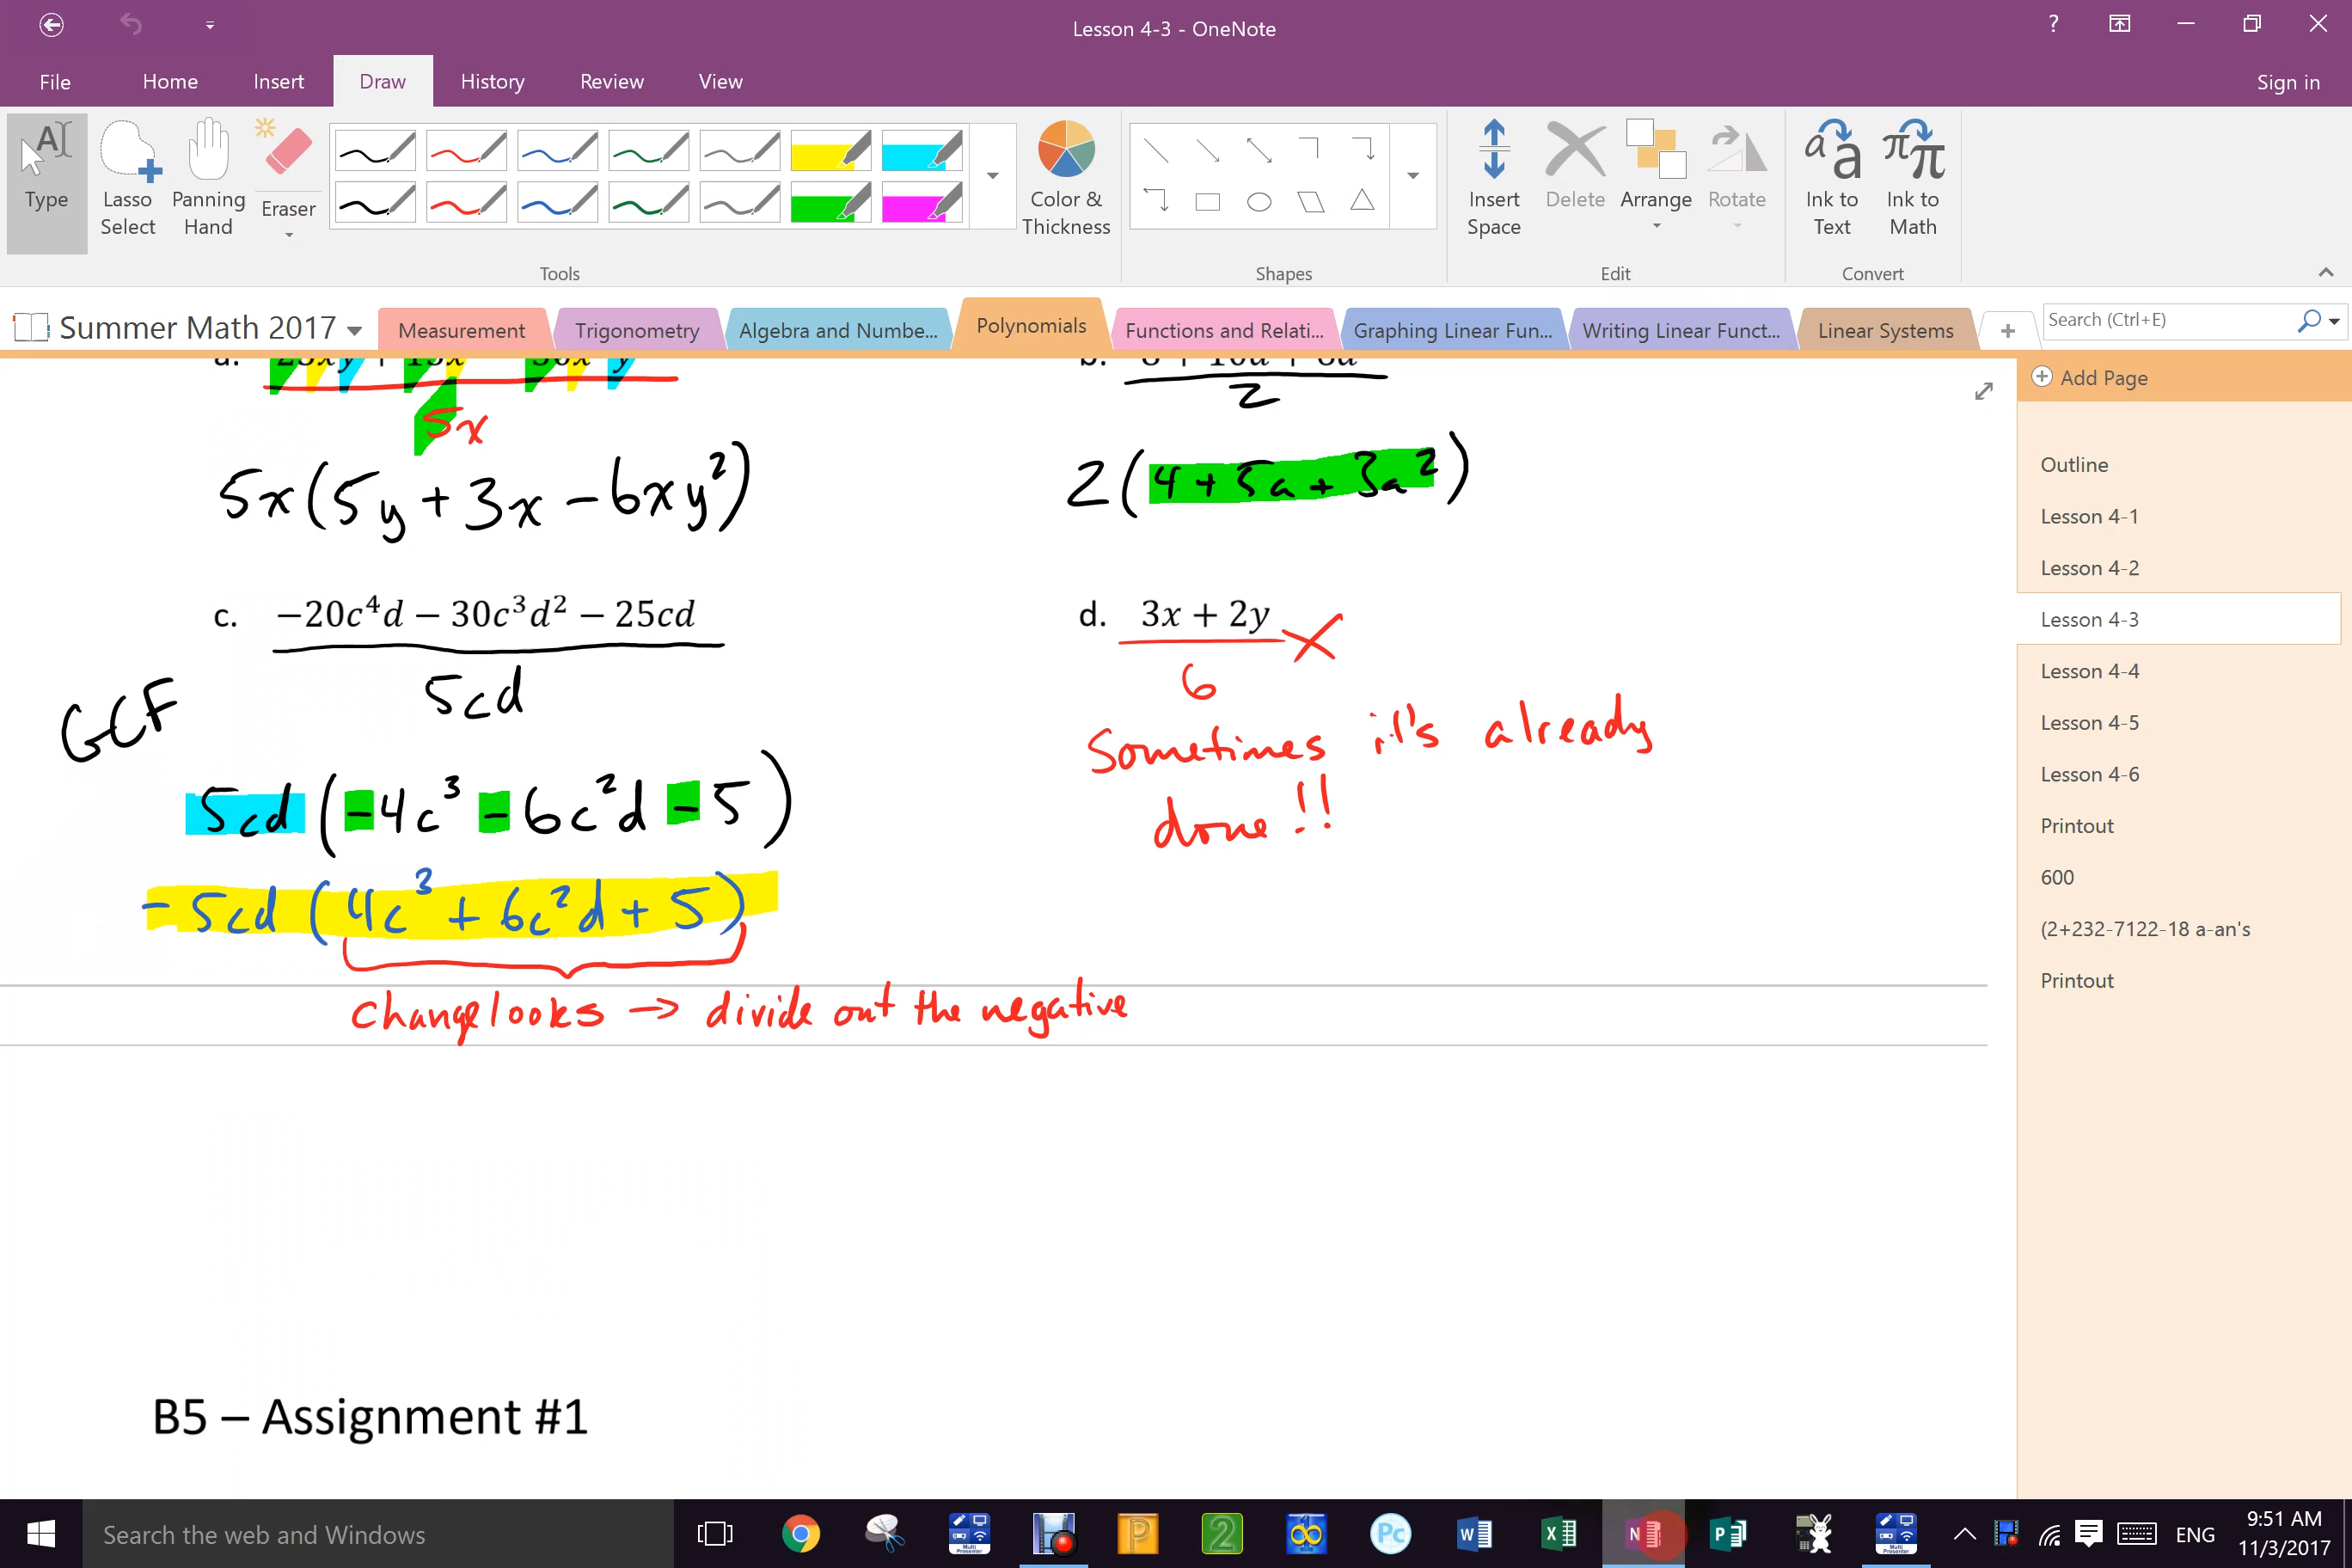 Lesson 4-3 - OneNote
?
File Home Insert Draw History Review View Sign in
Type
Lasso Select
Panning Hand
Eraser
Color & Thickness
Insert Space
Delete
Arrange
Rotate
Ink to Text
Ink to Math
Tools Shapes Edit Convert
Summer Math 2017
Measurement Trigonometry Algebra and Numbe... Polynomials Functions and Relati... Graphing Linear Fun... Writing Linear Funct... Linear Systems +
Search (Ctrl+E)
Add Page
Outline
Lesson 4-1
Lesson 4-2
Lesson 4-3
Lesson 4-4
Lesson 4-5
Lesson 4-6
Printout
600
(2+232-7122-18 a-an's
Printout
5x
5x(5y + 3x - 6xy²)
2
2(4 + 5a + 3a²)
c. −20c⁴d − 30c³d² − 25cd
5cd
GCF
5cd(-4c³ - 6c²d - 5)
= 5cd(4c³ + 6c²d + 5)
change looks → divide out the negative
d. 3x + 2y
6
Sometimes it's already
done!!
B5 – Assignment #1
Search the web and Windows
ENG
9:51 AM
11/3/2017